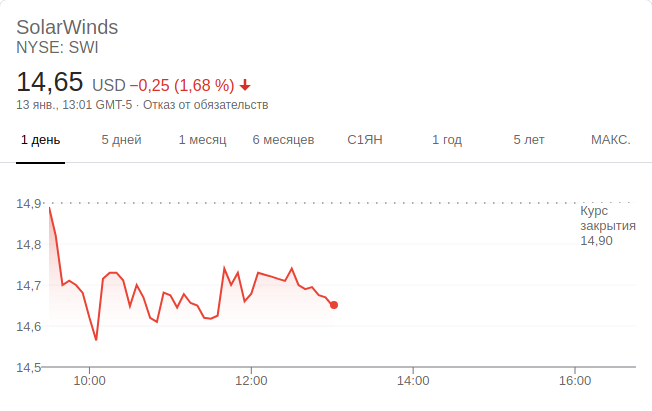 SolarWinds
NYSE: SWI
14,65 USD −0,25 (1,68 %)
13 янв., 13:01 GMT-5 · Отказ от обязательств
1 день 5 дней 1 месяц 6 месяцев С1ЯН 1 год 5 лет МАКС.
14,9
Курс
закрытия
14,90
14,8
14,7
14,6
14,5
10:00 12:00 14:00 16:00